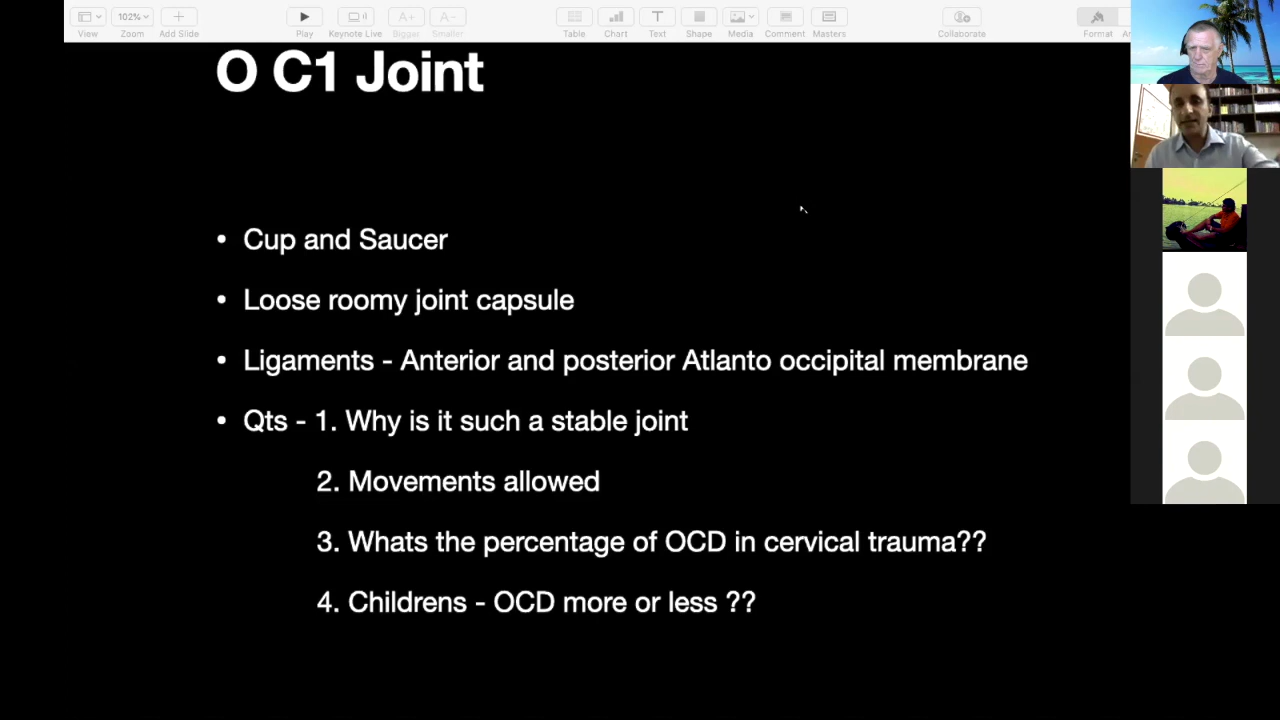 102%
View
Zoom
Add Slide
Play
Keynote Live
Bigger
Smaller
Table
Chart
Text
Shape
Media
Comment
Masters
Collaborate
Format
O C1 Joint
• Cup and Saucer
• Loose roomy joint capsule
• Ligaments - Anterior and posterior Atlanto occipital membrane
• Qts - 1. Why is it such a stable joint
2. Movements allowed
3. Whats the percentage of OCD in cervical trauma??
4. Childrens - OCD more or less ??